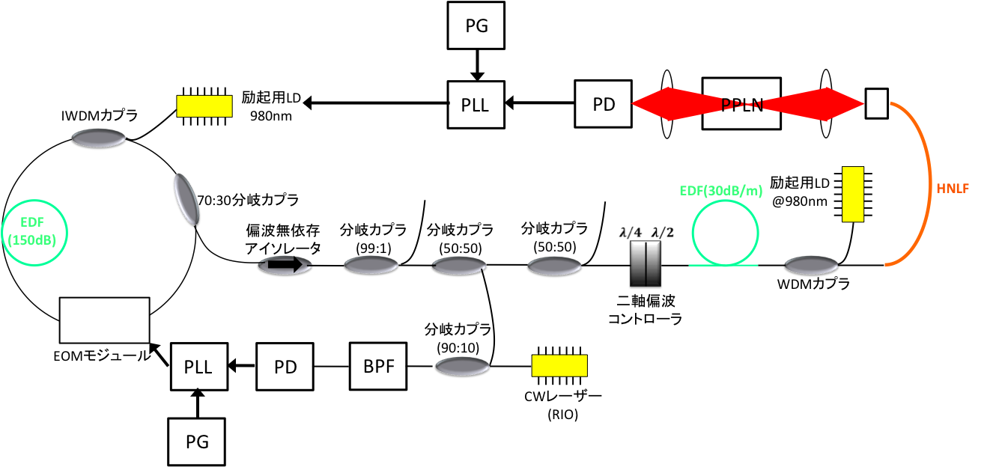 PG
励起用LD
980nm
PLL
PD
PPLN
IWDMカプラ
EDF
(150dB)
70:30分岐カプラ
偏波無依存
アイソレータ
分岐カプラ
(99:1)
分岐カプラ
(50:50)
分岐カプラ
(50:50)
λ/4 λ/2
二軸偏波
コントローラ
EDF(30dB/m)
励起用LD
@980nm
WDMカプラ
HNLF
EOMモジュール
PLL
PD
BPF
分岐カプラ
(90:10)
CWレーザー
(RIO)
PG